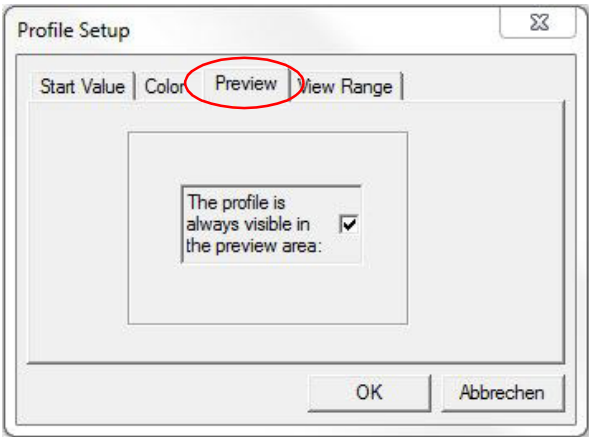 Profile Setup
Start Value Color Preview View Range
The profile is
always visible in
the preview area:
OK Abbrechen